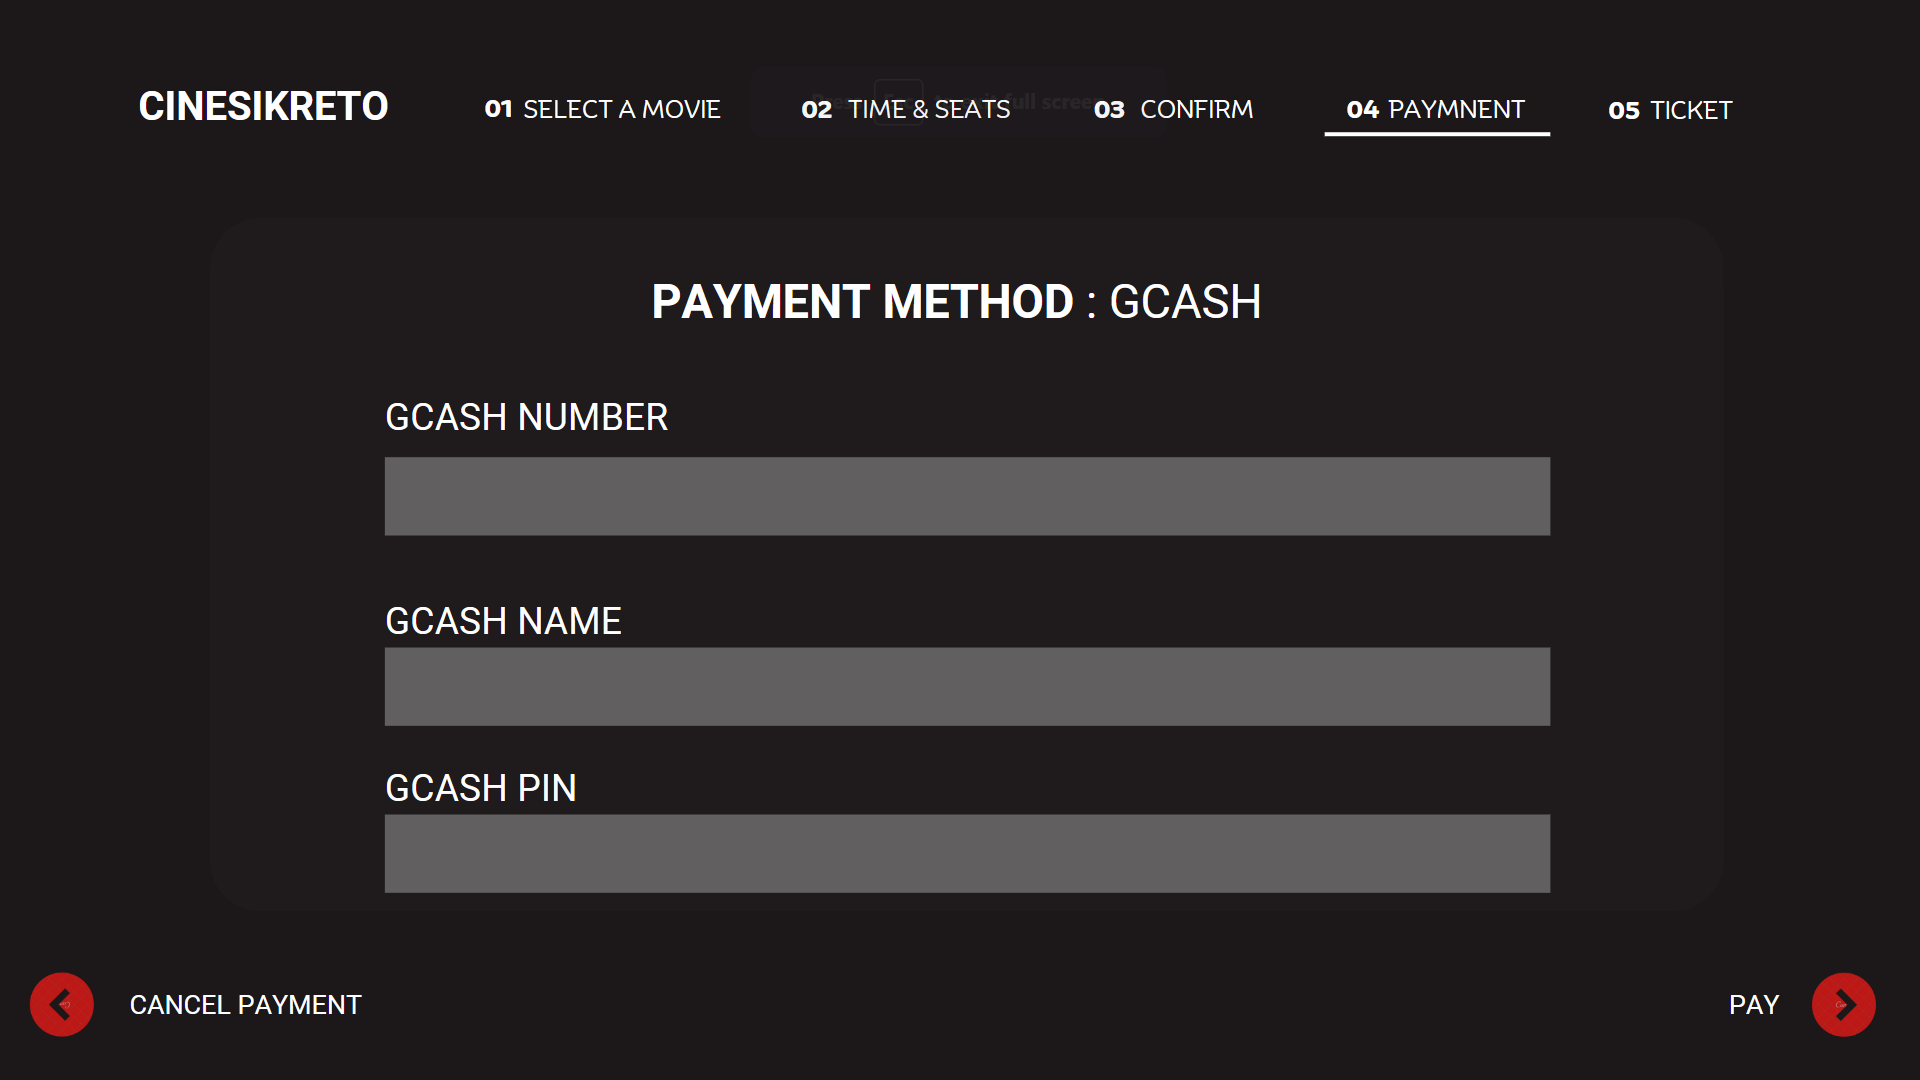 CINESIKRETO 01 SELECT A MOVIE 02 TIME & SEATS 03 CONFIRM 04 PAYMNENT 05 TICKET
PAYMENT METHOD : GCASH
GCASH NUMBER
GCASH NAME
GCASH PIN
CANCEL PAYMENT PAY